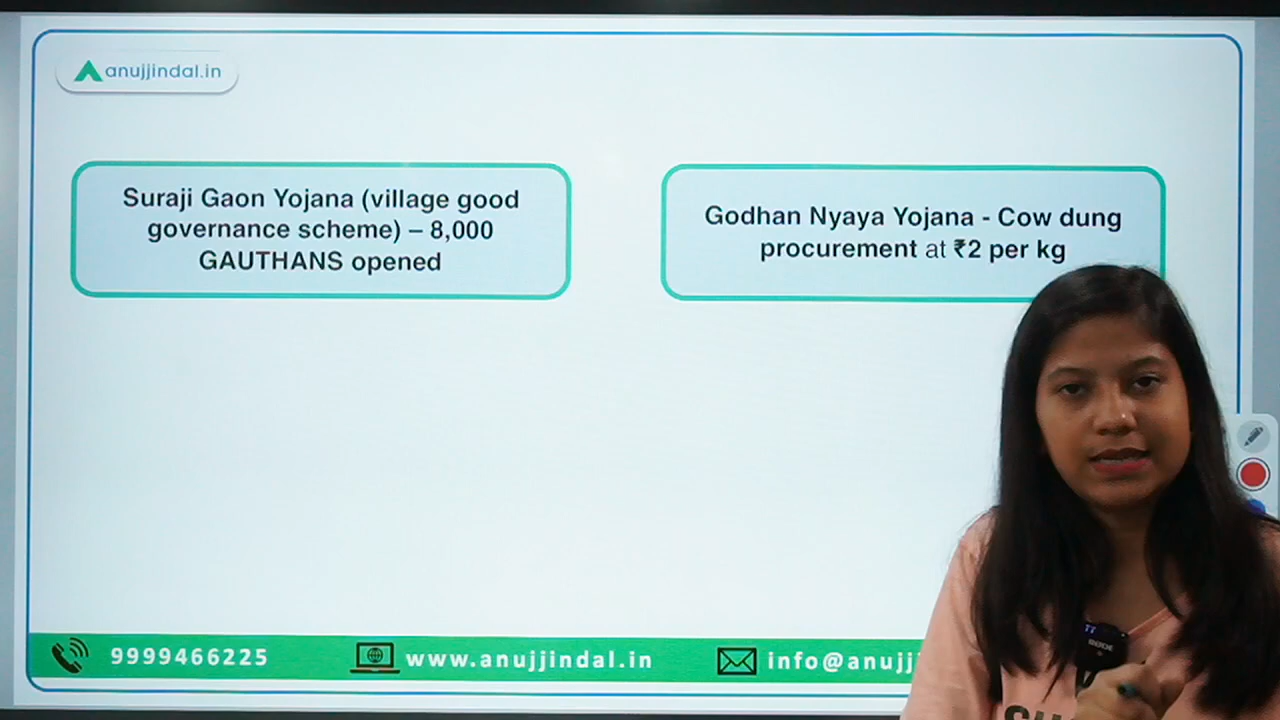 anujjindal.in
Suraji Gaon Yojana (village good
governance scheme) – 8,000
GAUTHANS opened
Godhan Nyaya Yojana - Cow dung
procurement at ₹2 per kg
9999466225
www.anujjindal.in
info@anujj